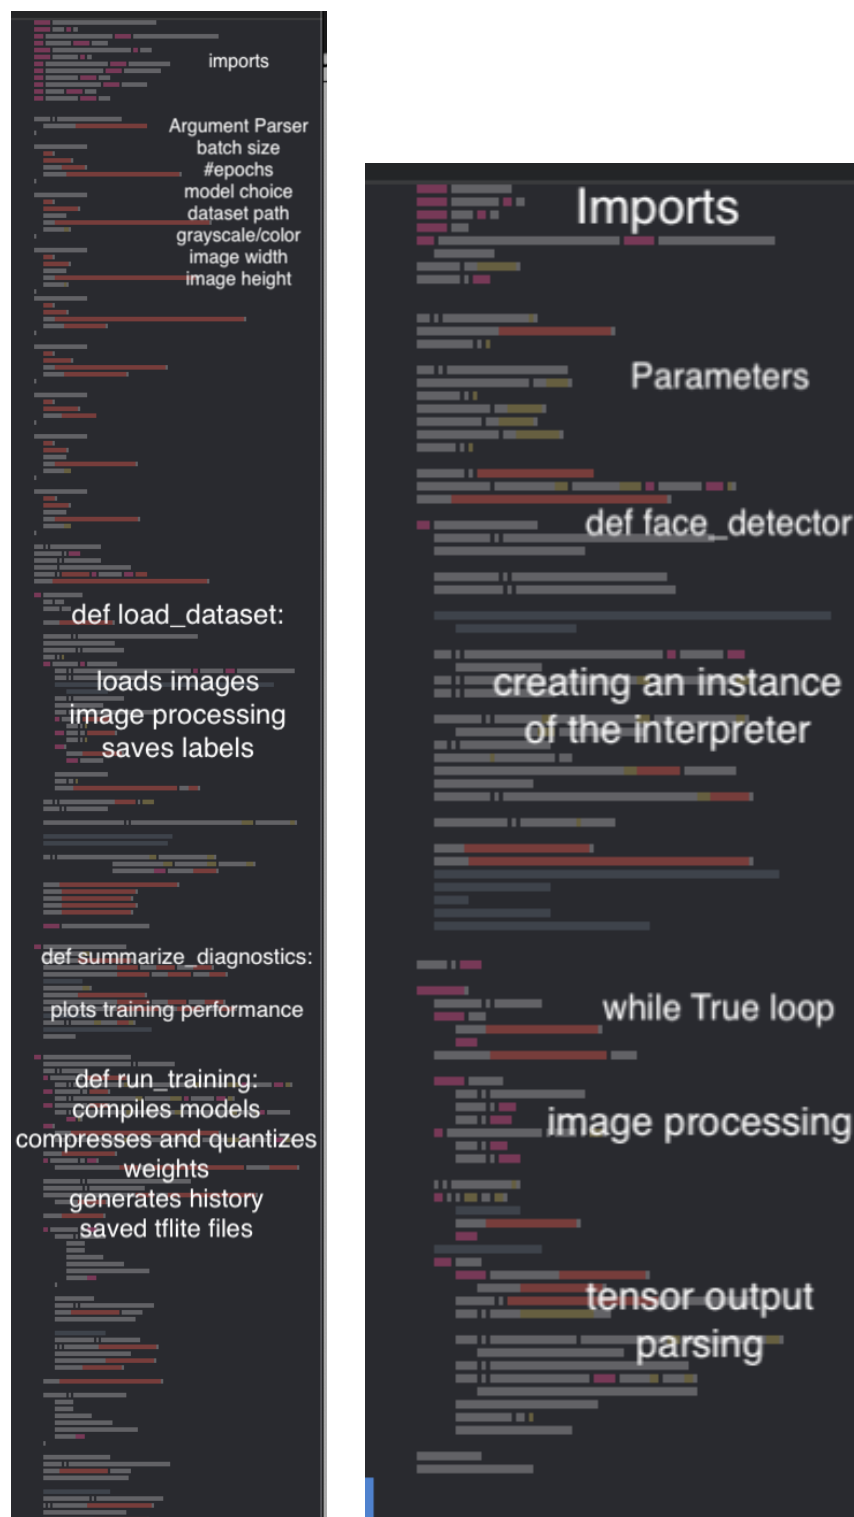 imports
Argument Parser
batch size
#epochs
model choice
dataset path
grayscale/color
image width
image height
def load_dataset:
loads images
image processing
saves labels
def summarize_diagnostics:
plots training performance
def run_training:
compiles models
compresses and quantizes
weights
generates history
saved tflite files
Imports
Parameters
def face_detector
creating an instance
of the interpreter
while True loop
image processing
tensor output
parsing